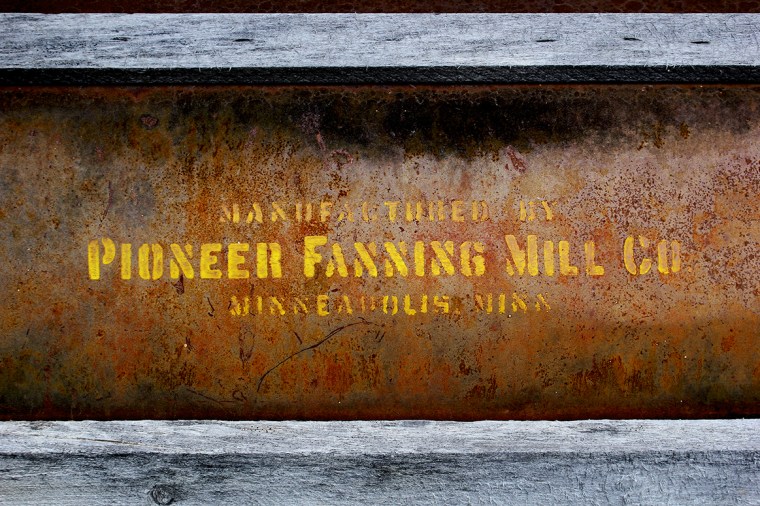 MANUFACTURED BY
PIONEER FANNING MILL CO.
MINNEAPOLIS, MINN